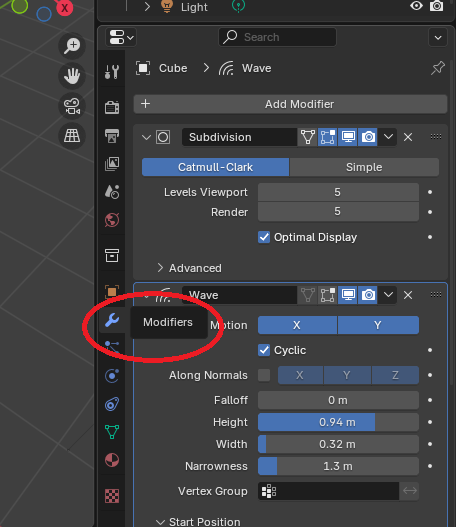 Light
Search
Cube > Wave
+ Add Modifier
Subdivision
Catmull-Clark Simple
Levels Viewport 5
Render 5
Optimal Display
Advanced
Wave
Modifiers
Motion X Y
Cyclic
Along Normals X Y Z
Falloff 0 m
Height 0.94 m
Width 0.32 m
Narrowness 1.3 m
Vertex Group
Start Position
X